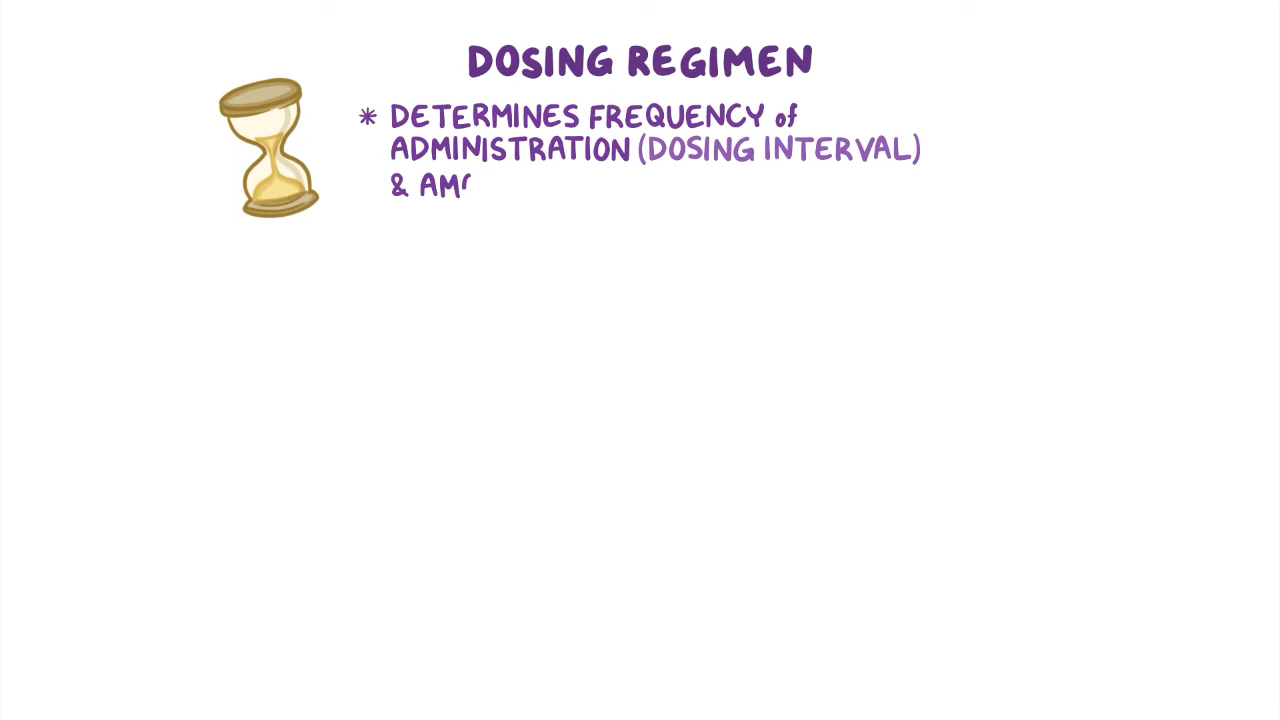 DOSING REGIMEN
* DETERMINES FREQUENCY of
ADMINISTRATION (DOSING INTERVAL)
&